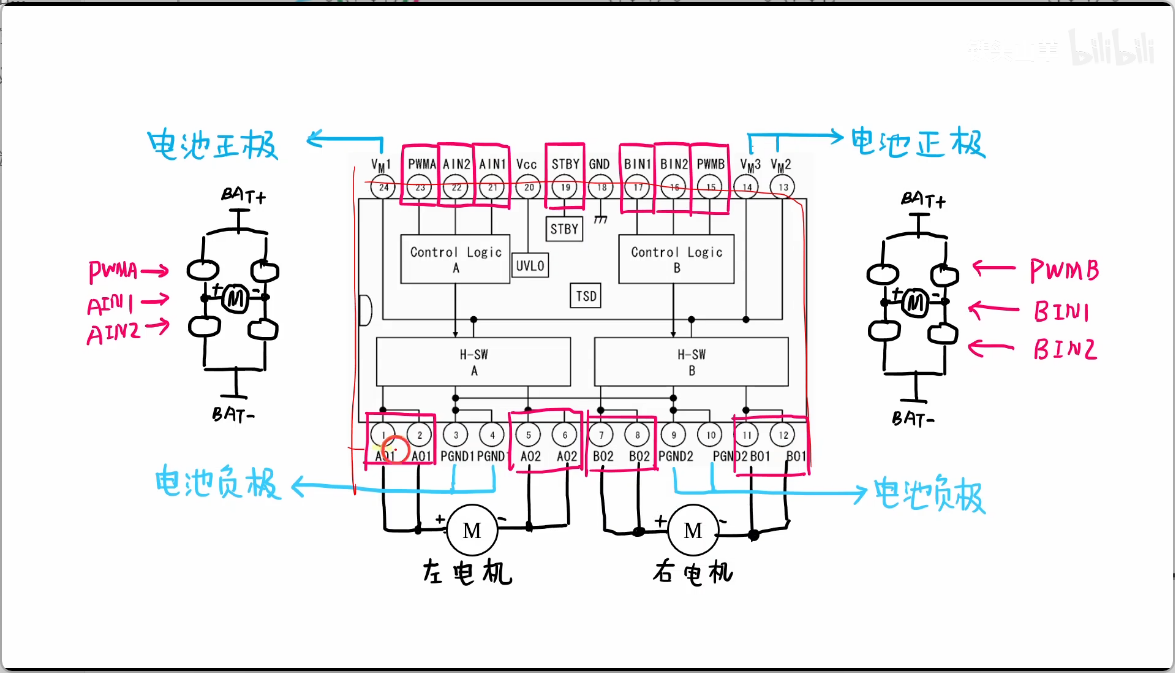 bilibili
电池正极
电池正极
VM1 PWMA AIN2 AIN1 Vcc STBY GND BIN1 BIN2 PWMB VM3 VM2
24 23 22 21 20 19 18 17 16 15 14 13
BAT+
BAT+
STBY
Control Logic
A
Control Logic
B
UVLO
TSD
PWMA
AIN1
AIN2
+ M -
+ M -
PWMB
BIN1
BIN2
H-SW
A
H-SW
B
BAT-
BAT-
1 2 3 4 5 6 7 8 9 10 11 12
AO1 AO1 PGND1 PGND1 AO2 AO2 BO2 BO2 PGND2 PGND2 BO1 BO1
电池负极
电池负极
+ M -
+ M -
左电机
右电机